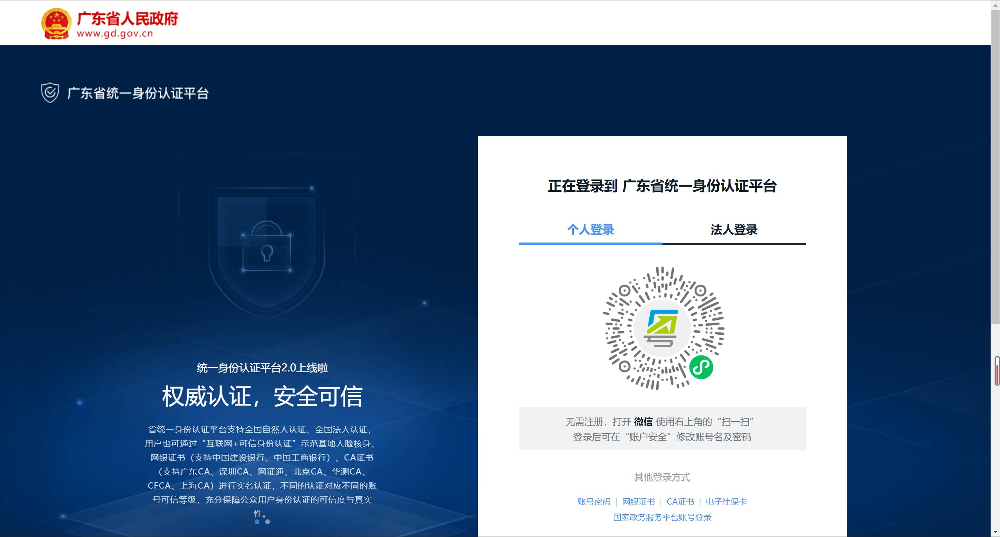 广东省人民政府
www.gd.gov.cn
广东省统一身份认证平台
统一身份认证平台2.0上线啦
权威认证，安全可信
省统一身份认证平台支持全国自然人认证、全国法人认证，
用户也可通过“互联网+可信身份认证”示范基地人脸核身、
网银证书（支持中国建设银行、中国工商银行）、CA证书
（支持广东CA、深圳CA、网证通、北京CA、华测CA、
CFCA、上海CA）进行实名认证，不同的认证对应不同的账
号可信等级，充分保障公众用户身份认证的可信度与真实
性。
正在登录到 广东省统一身份认证平台
个人登录 法人登录
无需注册，打开 微信 使用右上角的“扫一扫”
登录后可在“账户安全”修改账号名及密码
其他登录方式
账号密码 | 网银证书 | CA证书 | 电子社保卡
国家政务服务平台账号登录